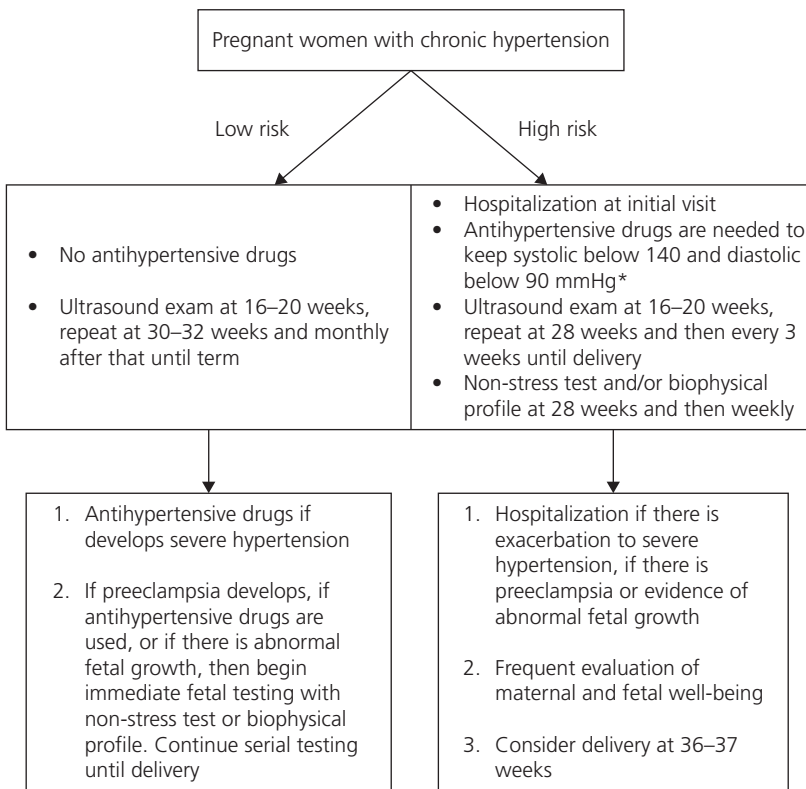 Pregnant women with chronic hypertension
Low risk
High risk
• No antihypertensive drugs
• Ultrasound exam at 16–20 weeks,
repeat at 30–32 weeks and monthly
after that until term
• Hospitalization at initial visit
• Antihypertensive drugs are needed to
keep systolic below 140 and diastolic
below 90 mmHg*
• Ultrasound exam at 16–20 weeks,
repeat at 28 weeks and then every 3
weeks until delivery
• Non-stress test and/or biophysical
profile at 28 weeks and then weekly
1. Antihypertensive drugs if
develops severe hypertension
2. If preeclampsia develops, if
antihypertensive drugs are
used, or if there is abnormal
fetal growth, then begin
immediate fetal testing with
non-stress test or biophysical
profile. Continue serial testing
until delivery
1. Hospitalization if there is
exacerbation to severe
hypertension, if there is
preeclampsia or evidence of
abnormal fetal growth
2. Frequent evaluation of
maternal and fetal well-being
3. Consider delivery at 36–37
weeks